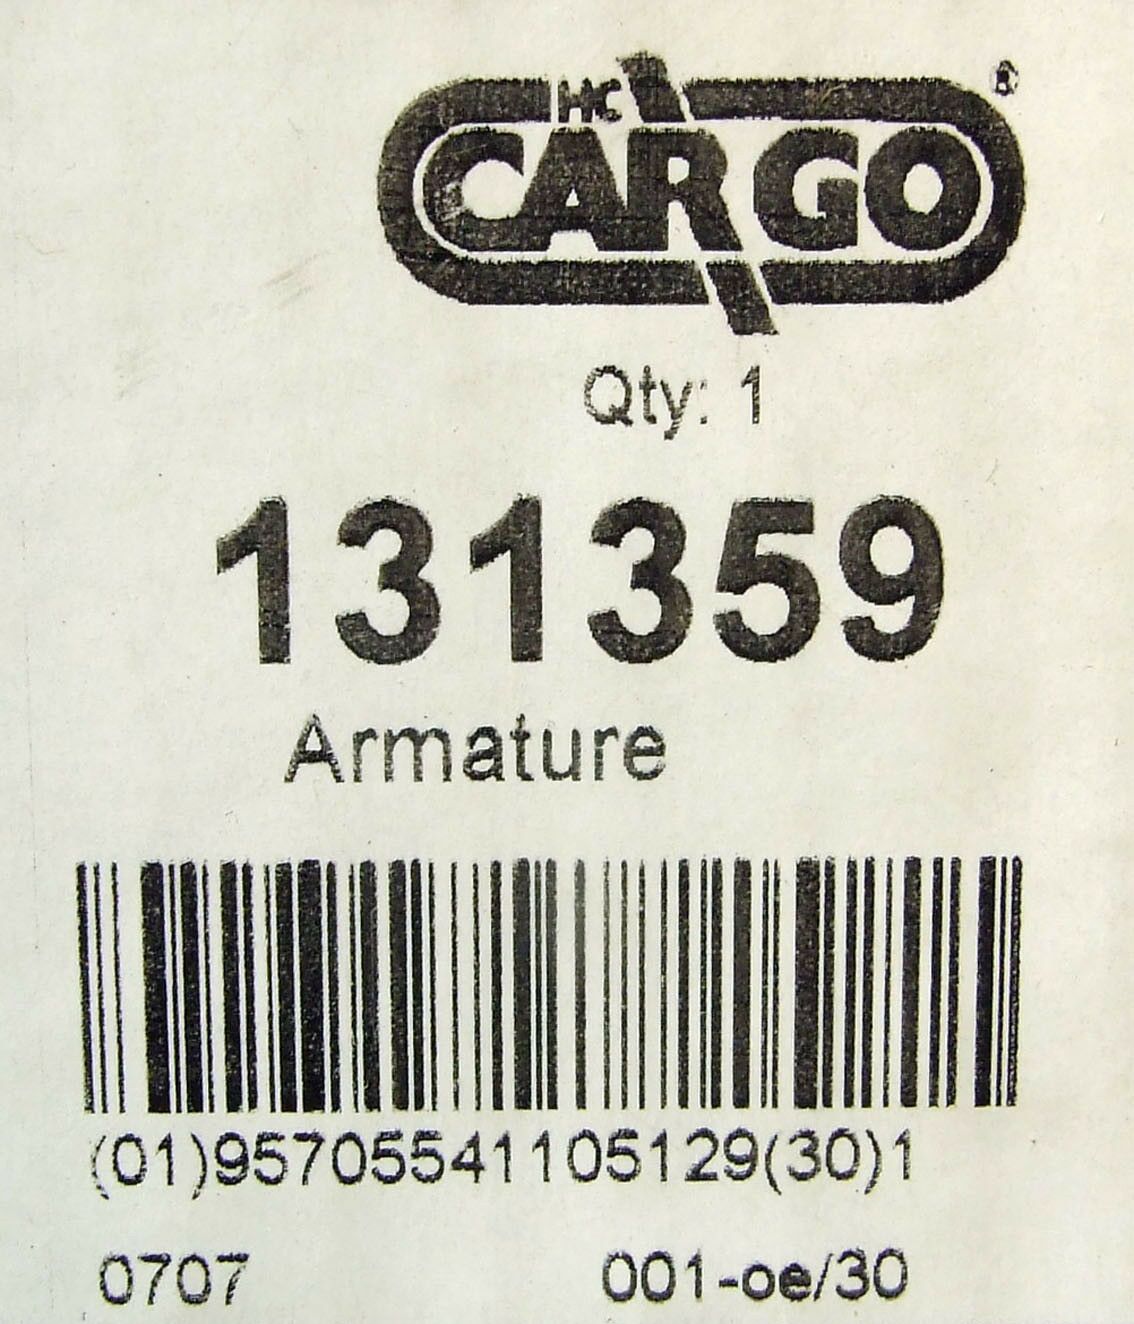 HC
CARGO®
Qty: 1
131359
Armature
(01)95705541105129(30)1
0707
001-oe/30